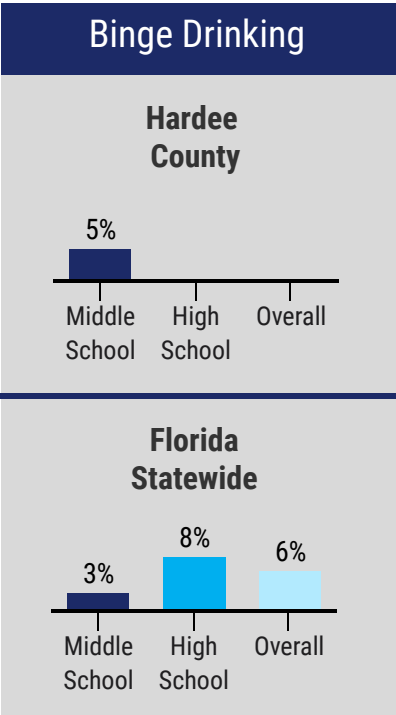 Binge Drinking
Hardee
County
5%
Middle
School
High
School
Overall
Florida
Statewide
3%
8%
6%
Middle
School
High
School
Overall